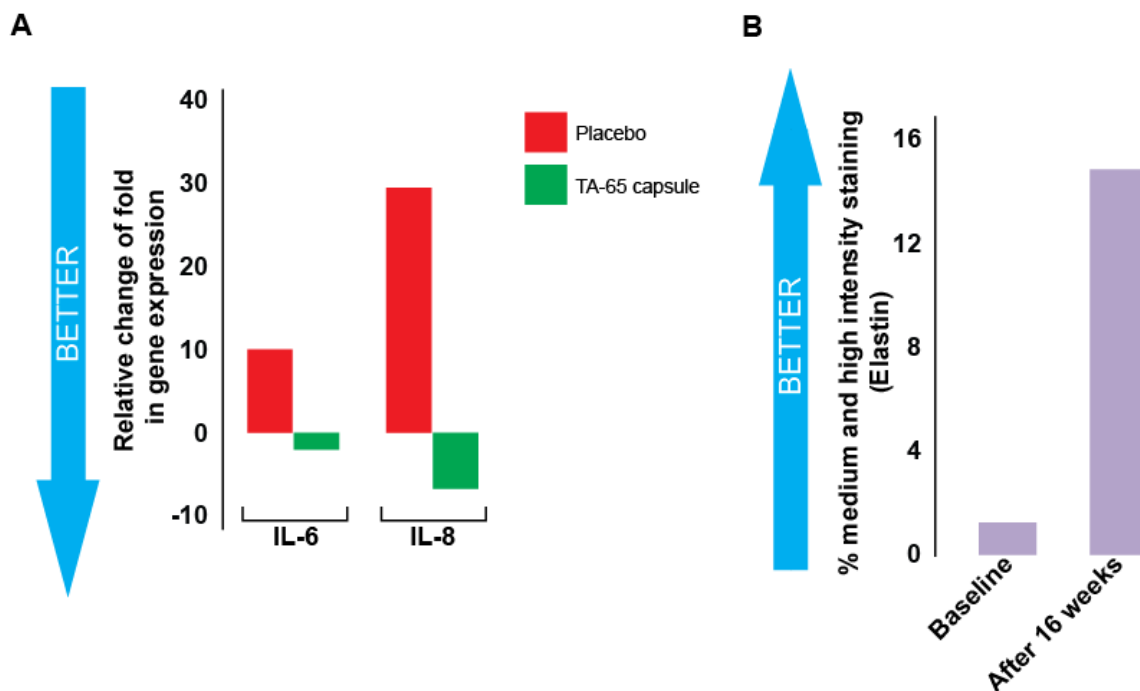 A
BETTER
Relative change of fold
in gene expression
40
30
20
10
0
-10
IL-6
IL-8
Placebo
TA-65 capsule
B
BETTER
% medium and high intensity staining
(Elastin)
16
12
8
4
0
Baseline
After 16 weeks